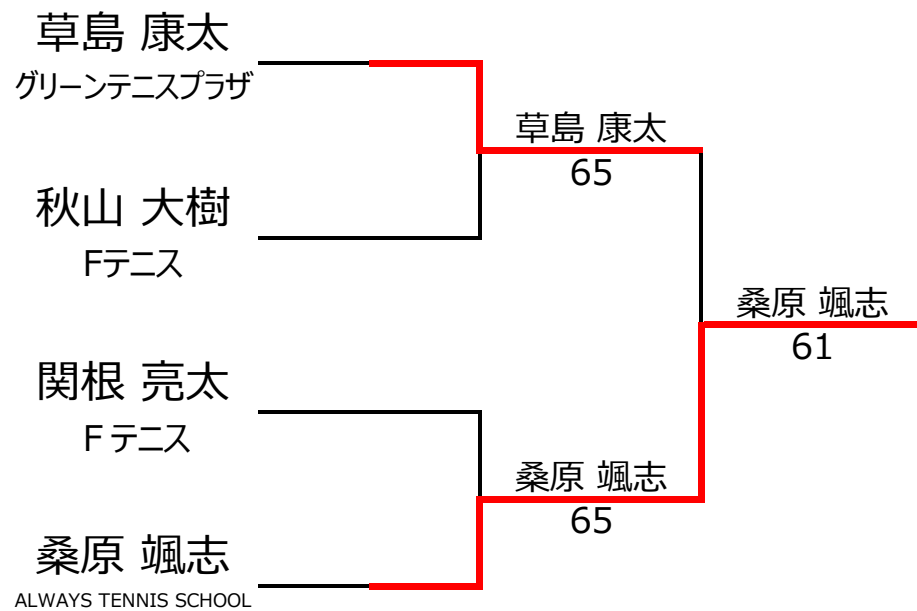 草島 康太
グリーンテニスプラザ
草島 康太
65
秋山 大樹
Fテニス
桑原 颯志
61
関根 亮太
F テニス
桑原 颯志
65
桑原 颯志
ALWAYS TENNIS SCHOOL